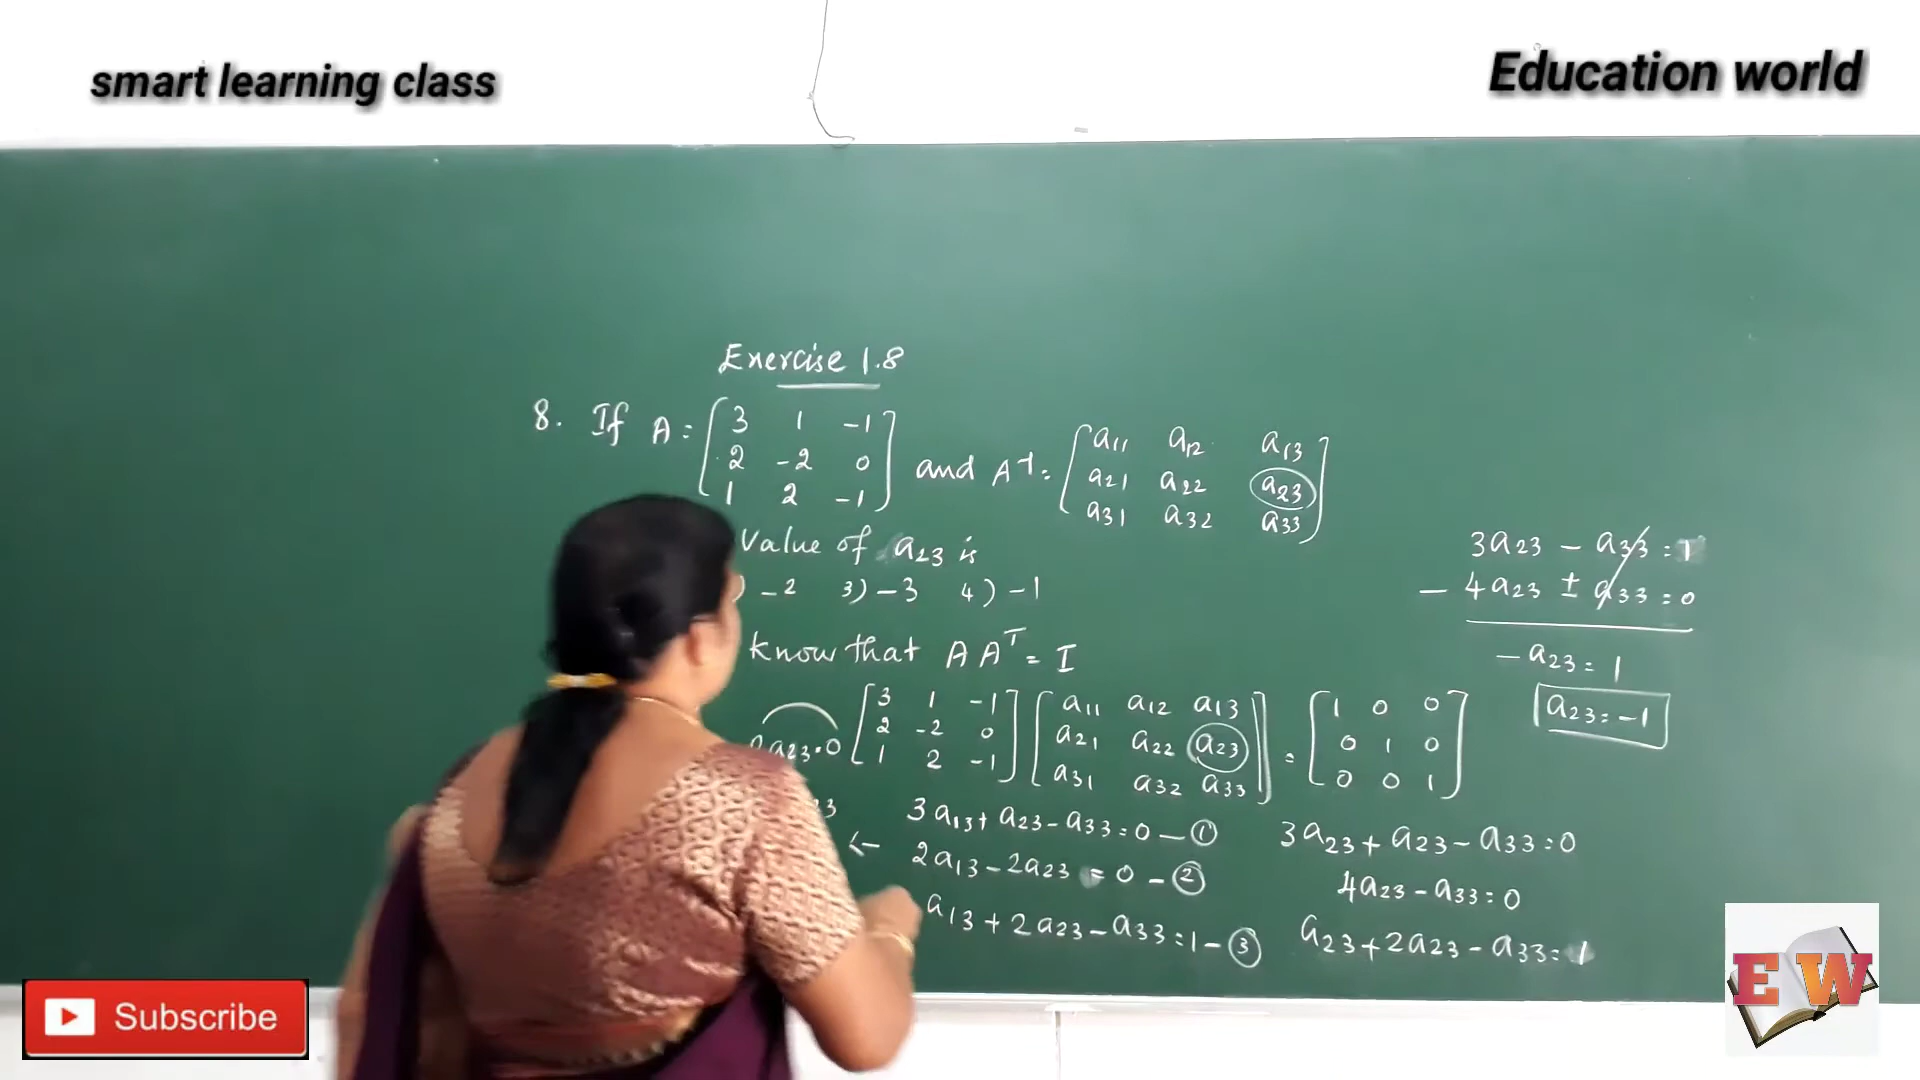 smart learning class
Education world
Exercise 1.8
8. If A = [3 1 -1
2 -2 0
1 2 -1] and A⁻¹ = [a11 a12 a13
a21 a22 a23
a31 a32 a33]
Value of a23 is
) -2 3) -3 4) -1
know that A A^T = I
[3 1 -1
2 -2 0
1 2 -1] [a11 a12 a13
a21 a22 a23
a31 a32 a33] = [1 0 0
0 1 0
0 0 1]
a23=0
3a13+a23-a33=0 - ①
← 2a13-2a23 = 0 - ②
a13+2a23-a33=1 - ③
3a23+a23-a33=0
4a23-a33=0
a23+2a23-a33=1
3a23 - a33 = 1
- 4a23 ± a33 = 0
-a23 = 1
a23 = -1
Subscribe
EW